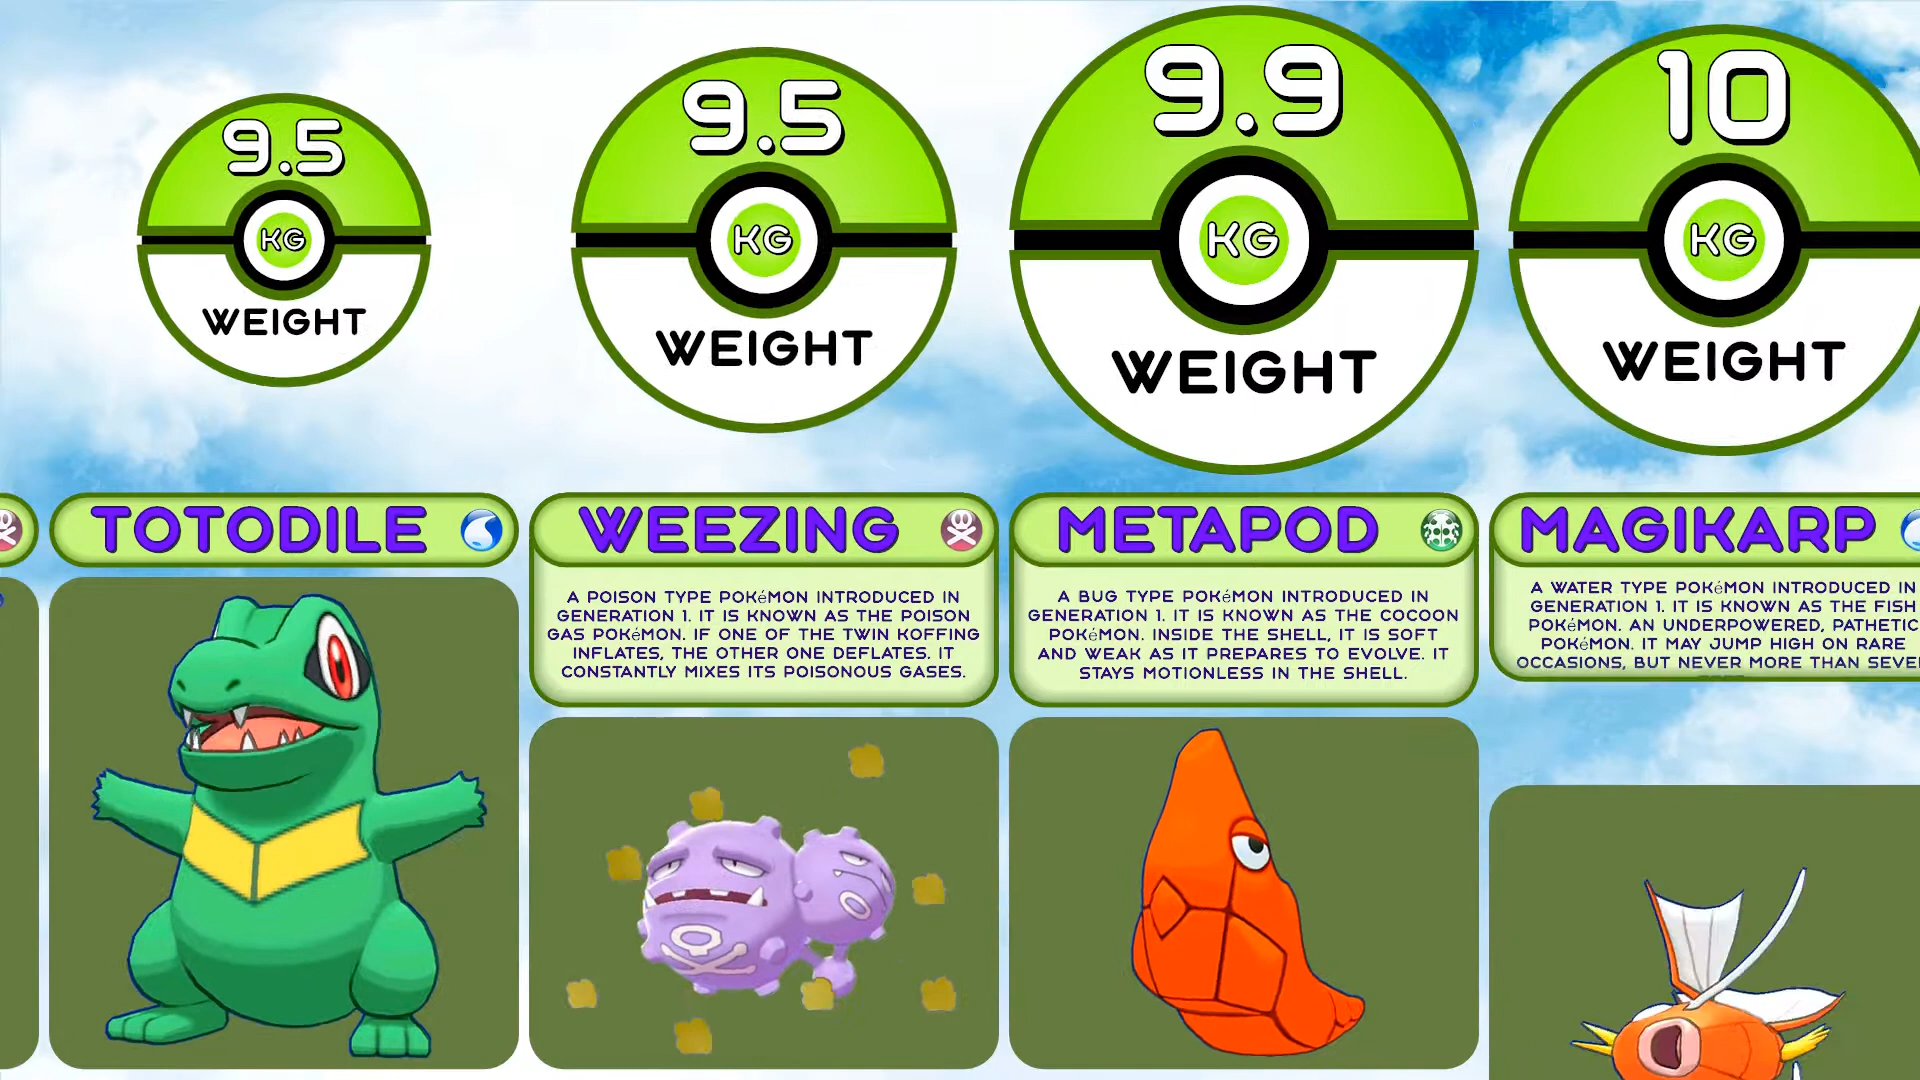 9.5
KG
WEIGHT
9.5
KG
WEIGHT
9.9
KG
WEIGHT
10
KG
WEIGHT
TOTODILE
WEEZING
A POISON TYPE POKéMON INTRODUCED IN
GENERATION 1. IT IS KNOWN AS THE POISON
GAS POKéMON. IF ONE OF THE TWIN KOFFING
INFLATES, THE OTHER ONE DEFLATES. IT
CONSTANTLY MIXES ITS POISONOUS GASES.
METAPOD
A BUG TYPE POKéMON INTRODUCED IN
GENERATION 1. IT IS KNOWN AS THE COCOON
POKéMON. INSIDE THE SHELL, IT IS SOFT
AND WEAK AS IT PREPARES TO EVOLVE. IT
STAYS MOTIONLESS IN THE SHELL.
MAGIKARP
A WATER TYPE POKéMON INTRODUCED IN
GENERATION 1. IT IS KNOWN AS THE FISH
POKéMON. AN UNDERPOWERED, PATHETIC
POKéMON. IT MAY JUMP HIGH ON RARE
OCCASIONS, BUT NEVER MORE THAN SEVEN